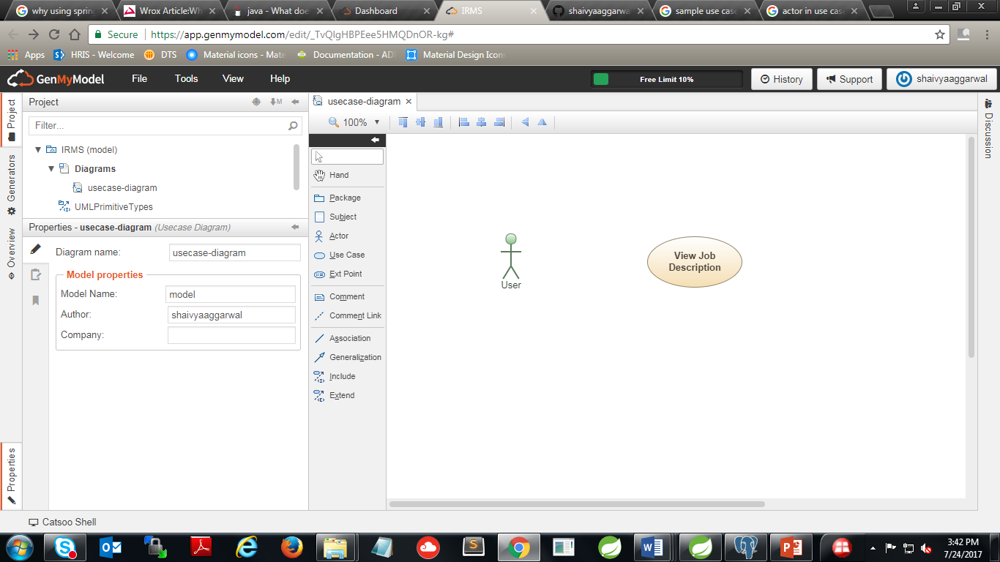 why using spring
Wrox Article:Wh
java - What doe
Dashboard
IRMS
shaivyaaggarwa
sample use case
actor in use cas
Secure https://app.genmymodel.com/edit/_TvQlgHBPEee5HMQDnOR-kg#
Apps HRIS - Welcome DTS Material icons - Mate Documentation - AD Material Design Icons
GenMyModel File Tools View Help Free Limit 10% History Support shaivyaaggarwal
Project
Generators
Overview
Properties
Project
Filter...
IRMS (model)
Diagrams
usecase-diagram
UMLPrimitiveTypes
Properties - usecase-diagram (Usecase Diagram)
Diagram name: usecase-diagram
Model properties
Model Name: model
Author: shaivyaaggarwal
Company:
usecase-diagram
100%
Hand
Package
Subject
Actor
Use Case
Ext Point
Comment
Comment Link
Association
Generalization
Include
Extend
User
View Job
Description
Discussion
Catsoo Shell
3:42 PM
7/24/2017